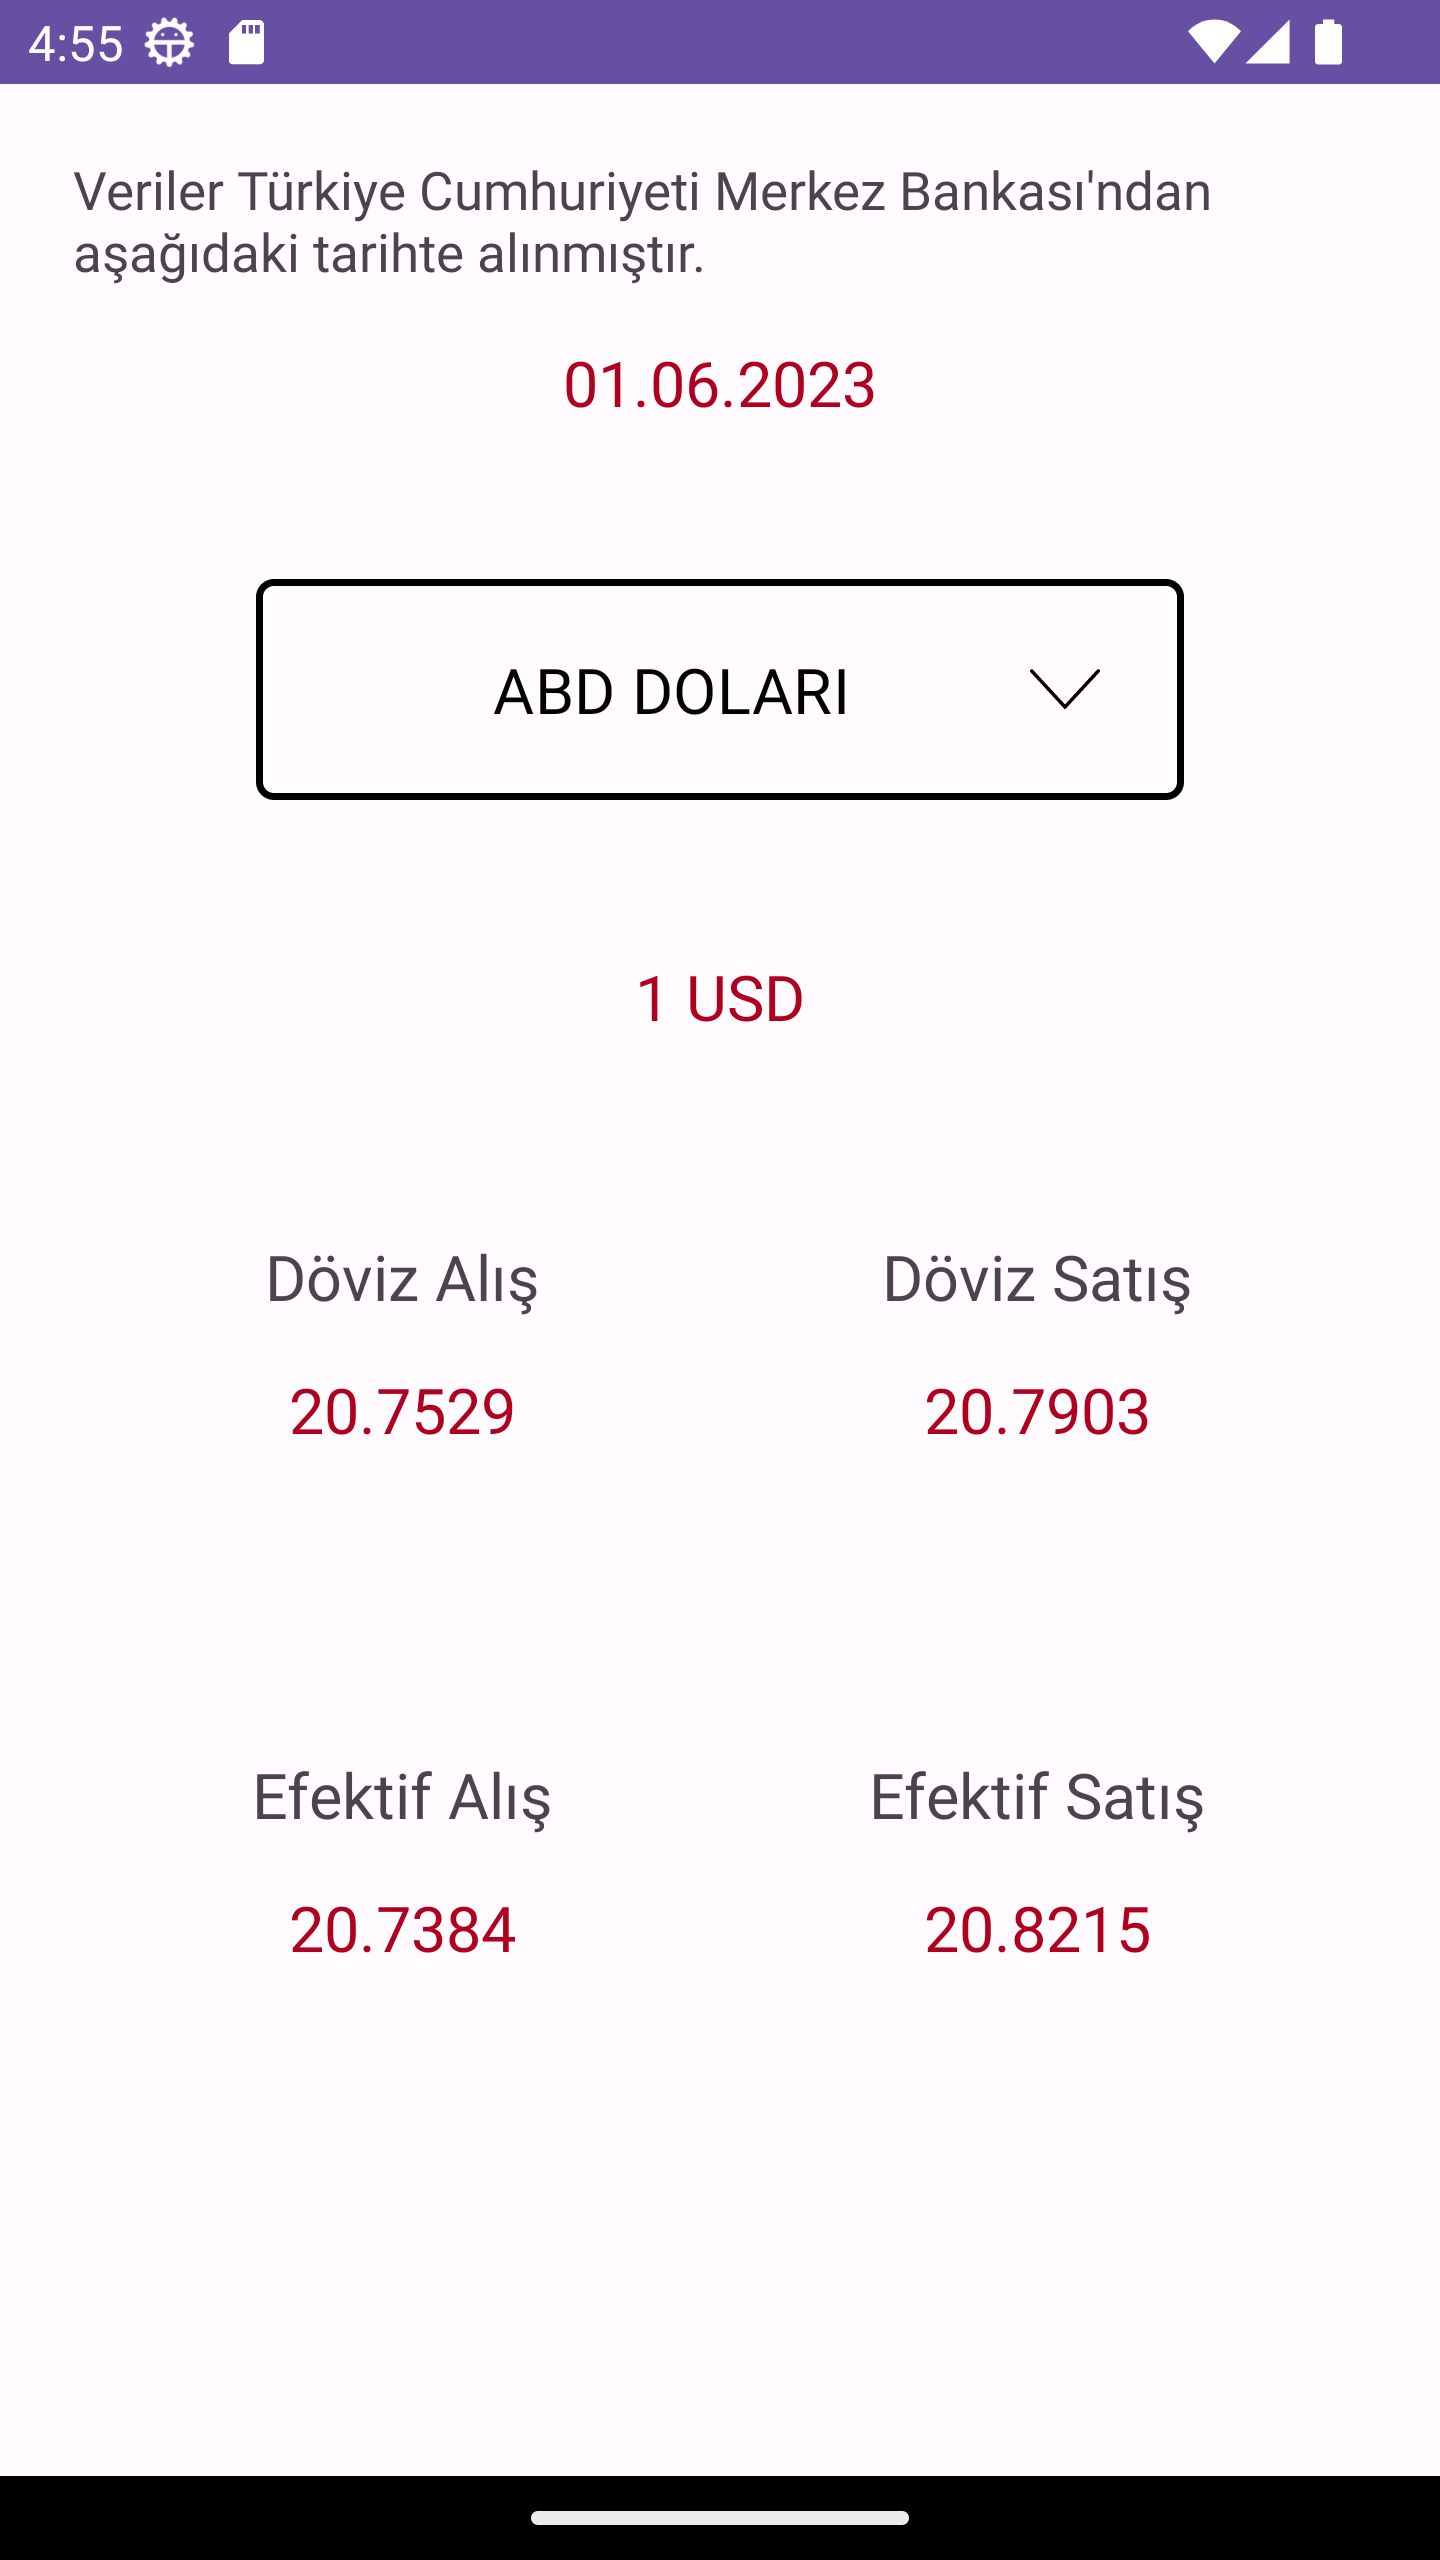 4:55
Veriler Türkiye Cumhuriyeti Merkez Bankası'ndan
aşağıdaki tarihte alınmıştır.
01.06.2023
ABD DOLARI
1 USD
Döviz Alış
Döviz Satış
20.7529
20.7903
Efektif Alış
Efektif Satış
20.7384
20.8215